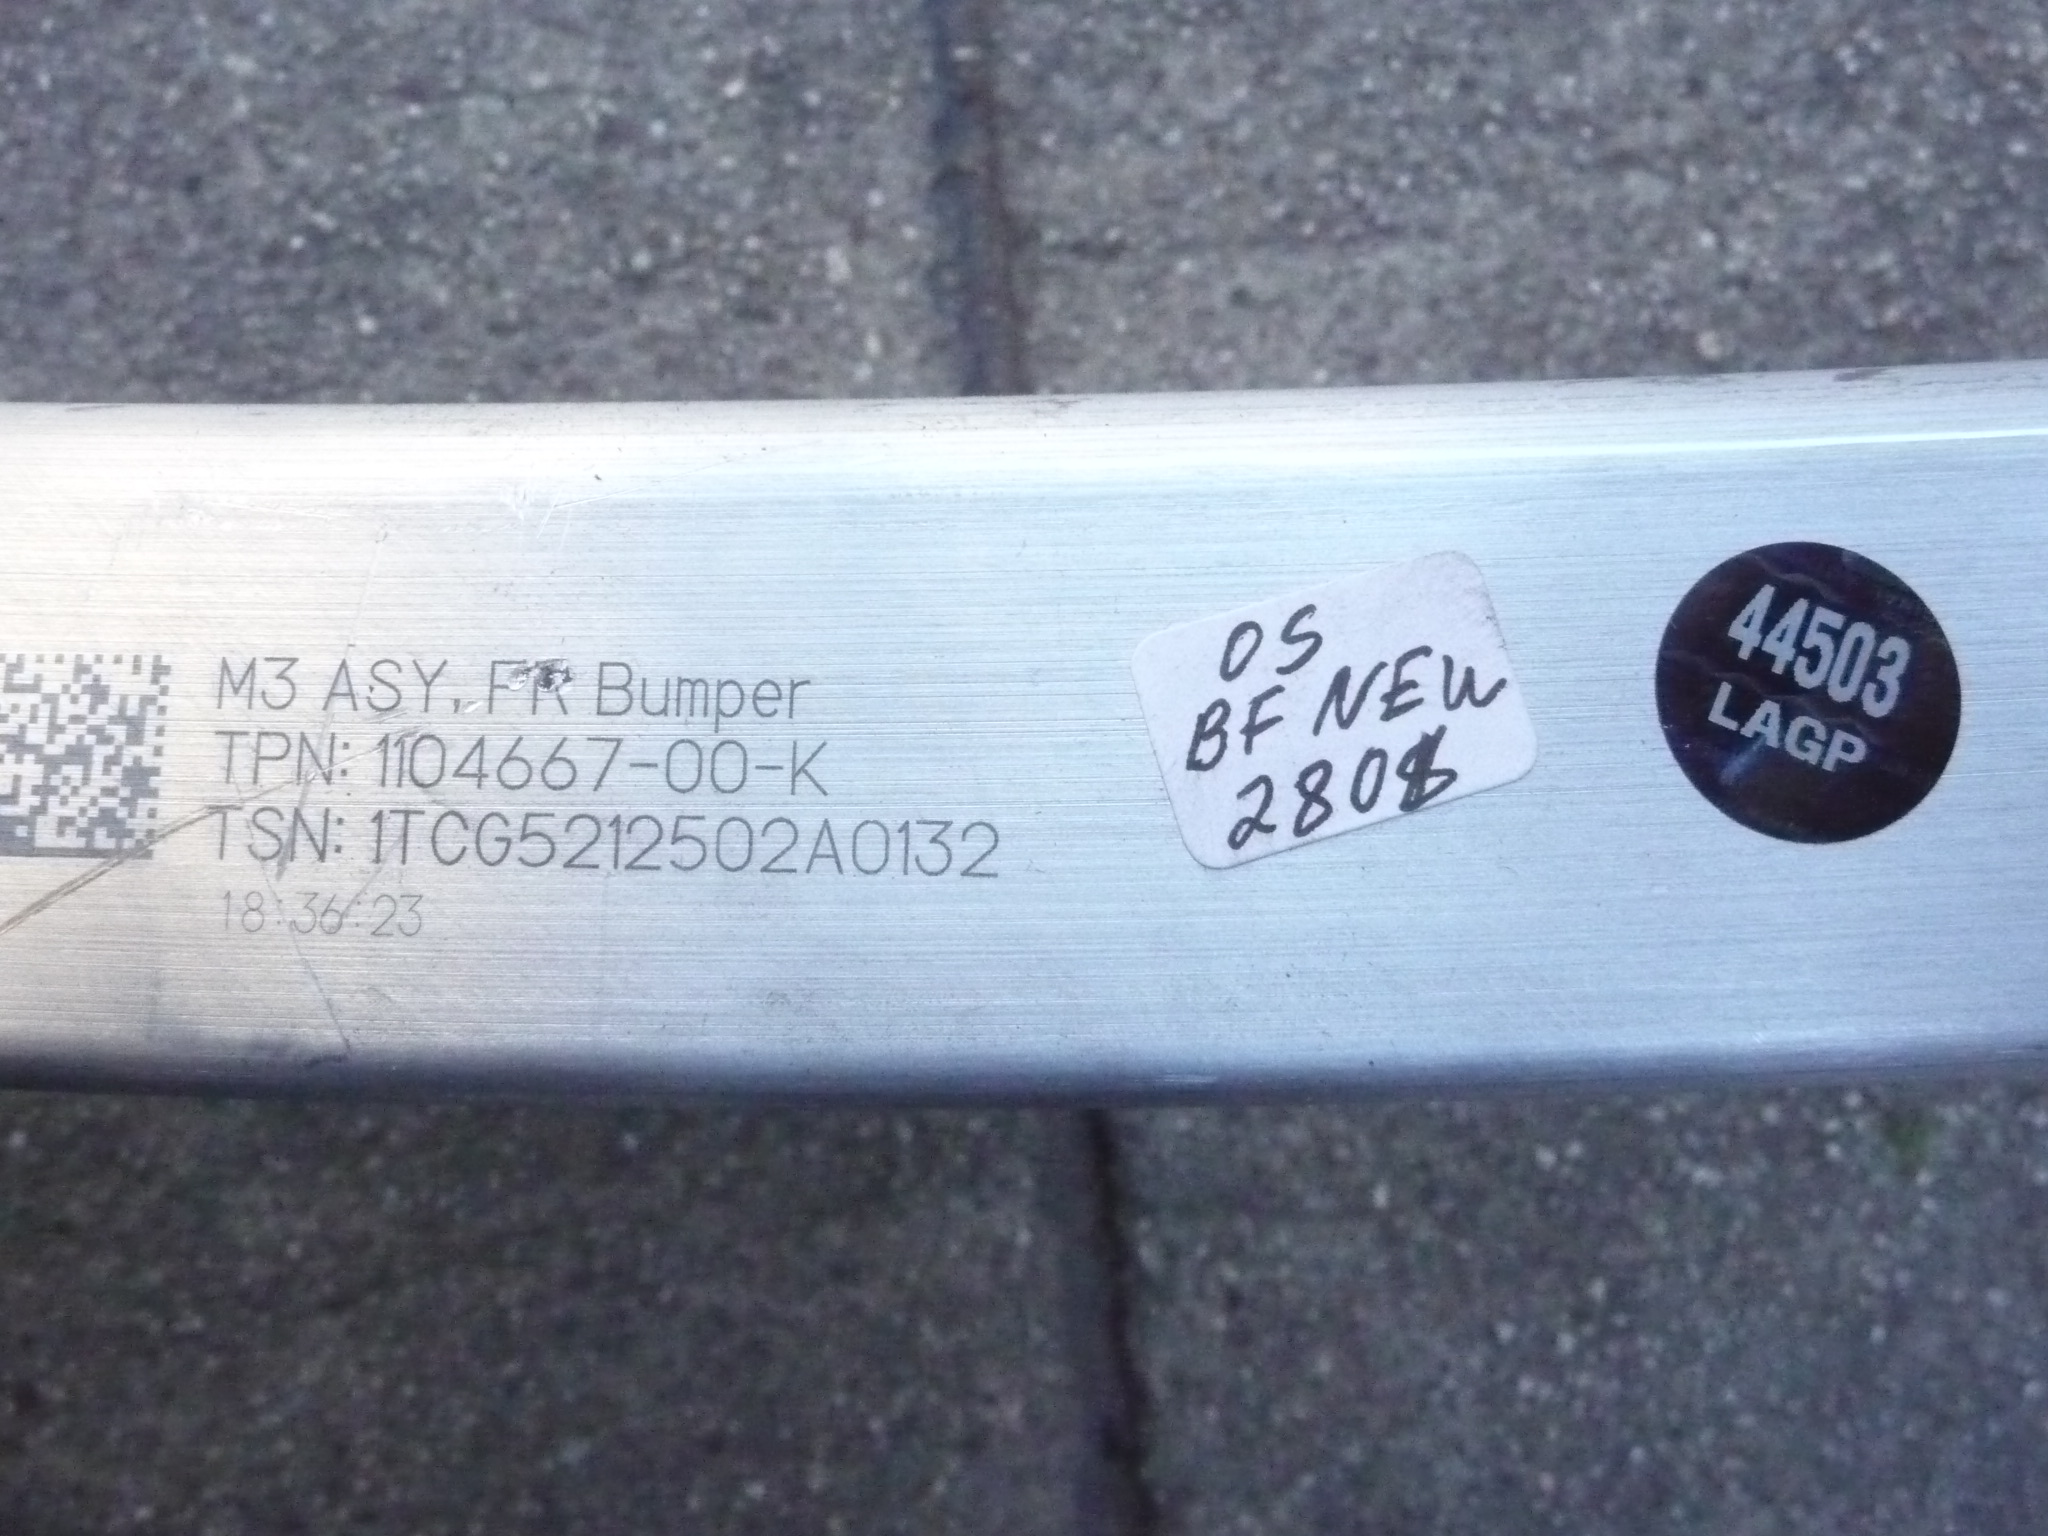 M3 ASY, FR Bumper
TPN: 1104667-00-K
TSN: 1TCG5212502A0132
18:36:23
OS
BF NEW
280$
44503
LAGP